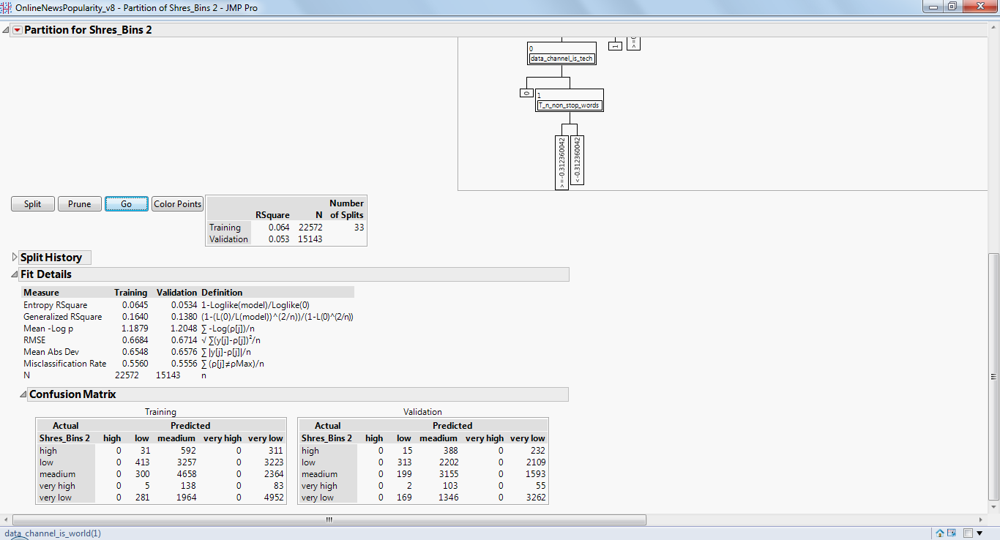 OnlineNewsPopularity_v8 - Partition of Shres_Bins 2 - JMP Pro
Partition for Shres_Bins 2
0
data_channel_is_tech
1
0
1
T_n_non_stop_words
>=-0.312360042
<-0.312360042
Split Prune Go Color Points
Number
RSquare N of Splits
Training 0.064 22572 33
Validation 0.053 15143
Split History
Fit Details
Measure Training Validation Definition
Entropy RSquare 0.0645 0.0534 1-Loglike(model)/Loglike(0)
Generalized RSquare 0.1640 0.1380 (1-(L(0)/L(model))^(2/n))/(1-L(0)^(2/n))
Mean -Log p 1.1879 1.2048 ∑ -Log(ρ[j])/n
RMSE 0.6684 0.6714 √ ∑(y[j]-ρ[j])²/n
Mean Abs Dev 0.6548 0.6576 ∑ |y[j]-ρ[j]|/n
Misclassification Rate 0.5560 0.5556 ∑ (ρ[j]≠ρMax)/n
N 22572 15143 n
Confusion Matrix
Training Validation
Actual Predicted Actual Predicted
Shres_Bins 2 high low meadium very high very low Shres_Bins 2 high low meadium very high very low
high 0 31 592 0 311 high 0 15 388 0 232
low 0 413 3257 0 3223 low 0 313 2202 0 2109
meadium 0 300 4658 0 2364 meadium 0 199 3155 0 1593
very high 0 5 138 0 83 very high 0 2 103 0 55
very low 0 281 1964 0 4952 very low 0 169 1346 0 3262
data_channel_is_world(1)